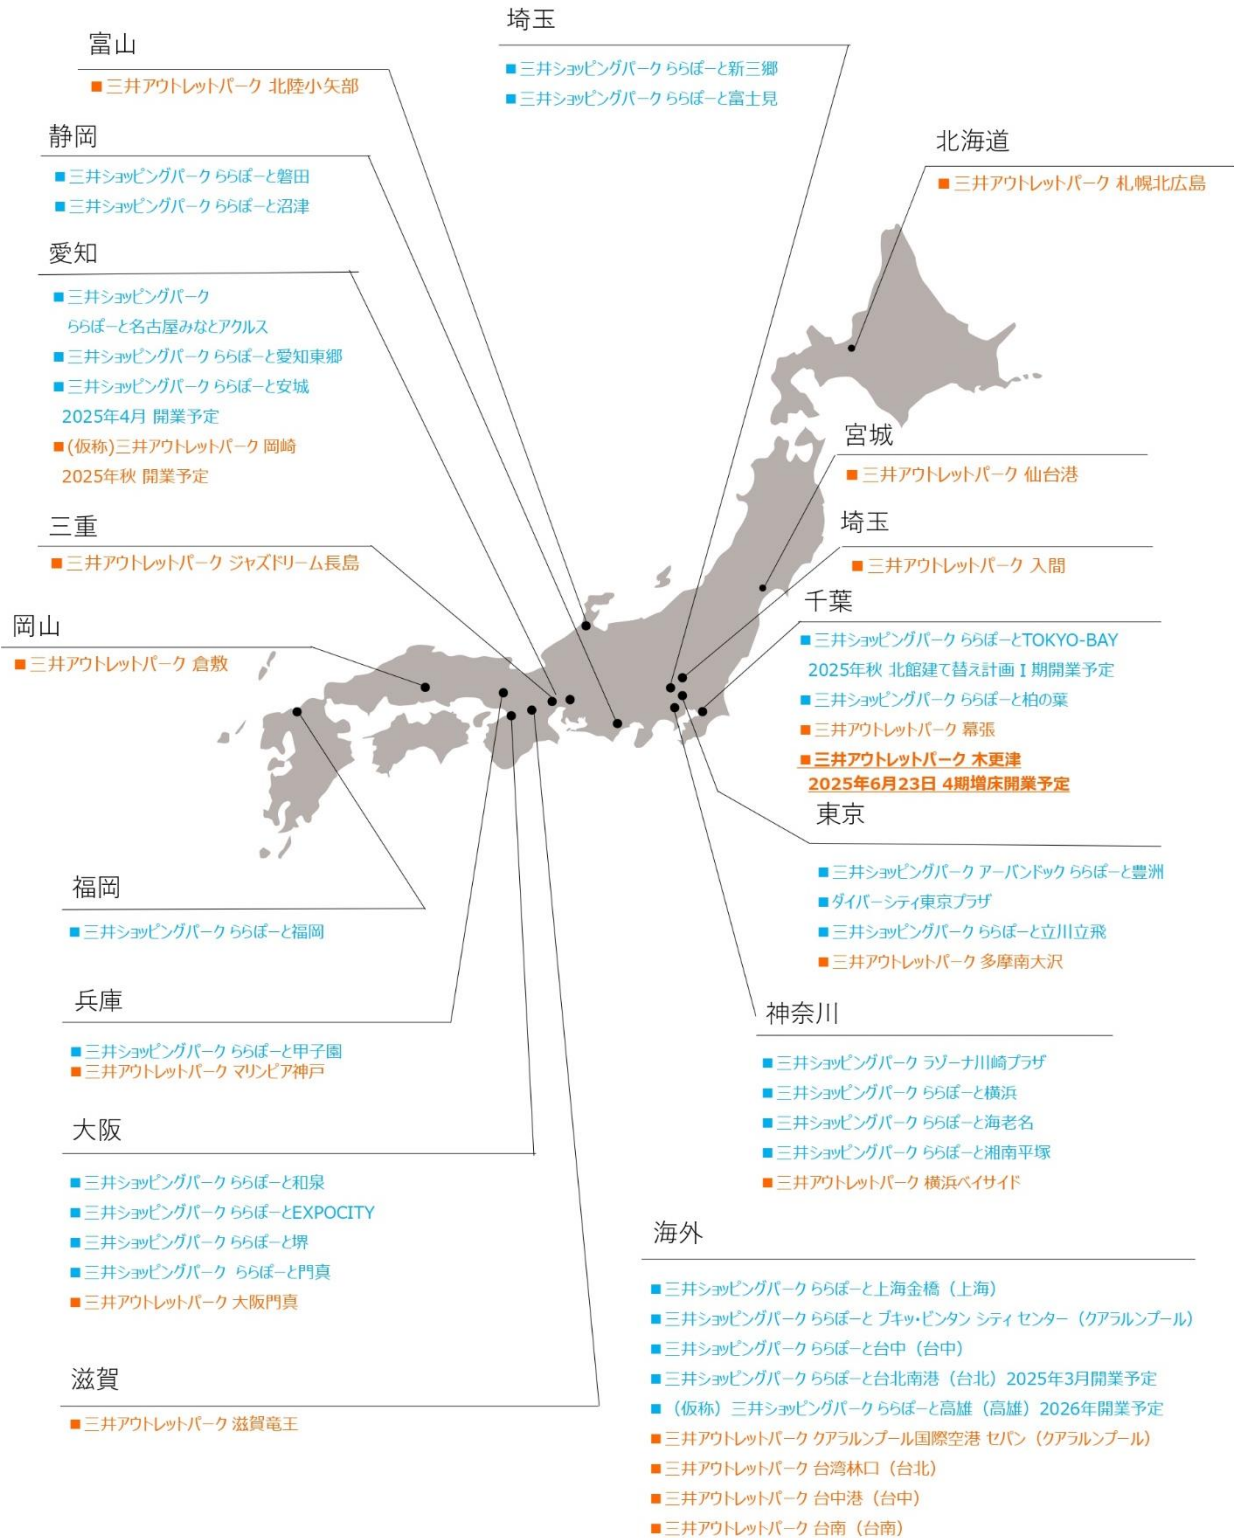 富山
■三井アウトレットパーク 北陸小矢部
静岡
■三井ショッピングパーク ららぽーと磐田
■三井ショッピングパーク ららぽーと沼津
愛知
■三井ショッピングパーク
ららぽーと名古屋みなとアクルス
■三井ショッピングパーク ららぽーと愛知東郷
■三井ショッピングパーク ららぽーと安城
2025年4月 開業予定
■(仮称)三井アウトレットパーク 岡崎
2025年秋 開業予定
三重
■三井アウトレットパーク ジャズドリーム長島
岡山
■三井アウトレットパーク 倉敷
福岡
■三井ショッピングパーク ららぽーと福岡
兵庫
■三井ショッピングパーク ららぽーと甲子園
■三井アウトレットパーク マリンピア神戸
大阪
■三井ショッピングパーク ららぽーと和泉
■三井ショッピングパーク ららぽーとEXPOCITY
■三井ショッピングパーク ららぽーと堺
■三井ショッピングパーク ららぽーと門真
■三井アウトレットパーク 大阪門真
滋賀
■三井アウトレットパーク 滋賀竜王
埼玉
■三井ショッピングパーク ららぽーと新三郷
■三井ショッピングパーク ららぽーと富士見
北海道
■三井アウトレットパーク 札幌北広島
宮城
■三井アウトレットパーク 仙台港
埼玉
■三井アウトレットパーク 入間
千葉
■三井ショッピングパーク ららぽーとTOKYO-BAY
2025年秋 北館建て替え計画Ⅰ期開業予定
■三井ショッピングパーク ららぽーと柏の葉
■三井アウトレットパーク 幕張
■三井アウトレットパーク 木更津
2025年6月23日 4期増床開業予定
東京
■三井ショッピングパーク アーバンドック ららぽーと豊洲
■ダイバーシティ東京プラザ
■三井ショッピングパーク ららぽーと立川立飛
■三井アウトレットパーク 多摩南大沢
神奈川
■三井ショッピングパーク ラゾーナ川崎プラザ
■三井ショッピングパーク ららぽーと横浜
■三井ショッピングパーク ららぽーと海老名
■三井ショッピングパーク ららぽーと湘南平塚
■三井アウトレットパーク 横浜ベイサイド
海外
■三井ショッピングパーク ららぽーと上海金橋（上海）
■三井ショッピングパーク ららぽーと ブキッ・ビンタン シティ センター（クアラルンプール）
■三井ショッピングパーク ららぽーと台中（台中）
■三井ショッピングパーク ららぽーと台北南港（台北）2025年3月開業予定
■（仮称）三井ショッピングパーク ららぽーと高雄（高雄）2026年開業予定
■三井アウトレットパーク クアラルンプール国際空港 セパン（クアラルンプール）
■三井アウトレットパーク 台湾林口（台北）
■三井アウトレットパーク 台中港（台中）
■三井アウトレットパーク 台南（台南）